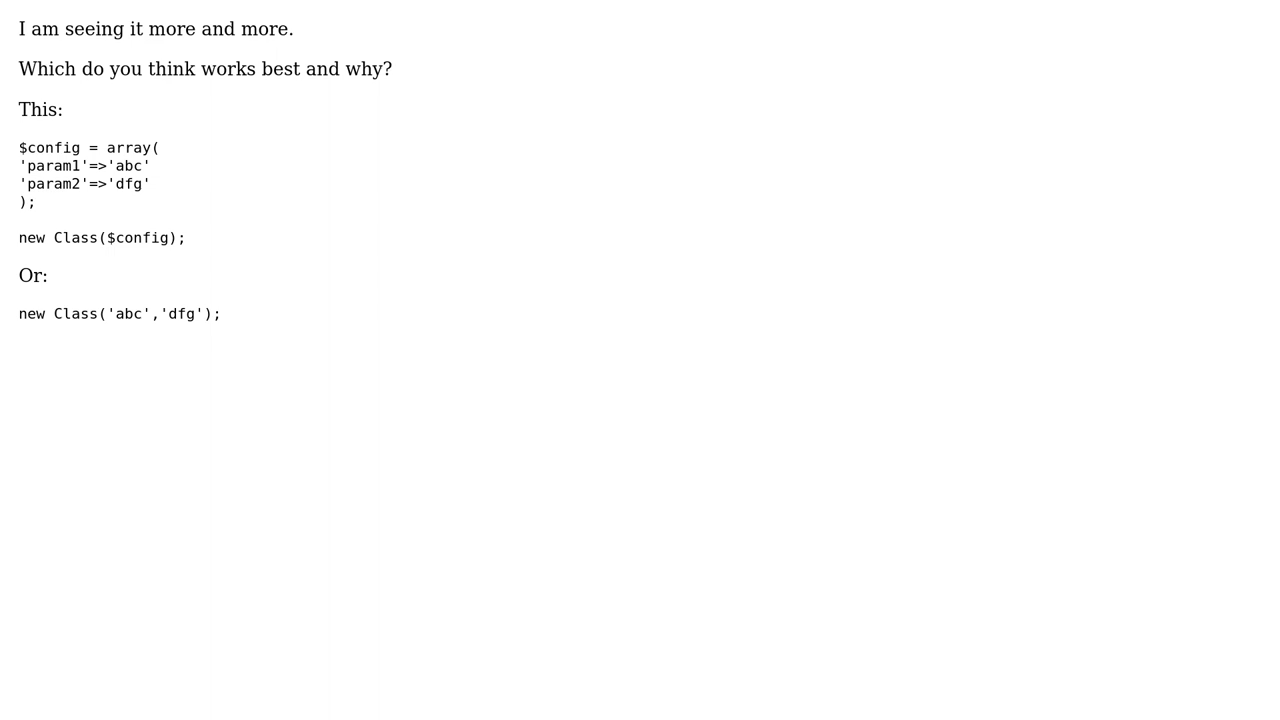 I am seeing it more and more.
Which do you think works best and why?
This:
$config = array(
'param1'=>'abc'
'param2'=>'dfg'
);
new Class($config);
Or:
new Class('abc','dfg');